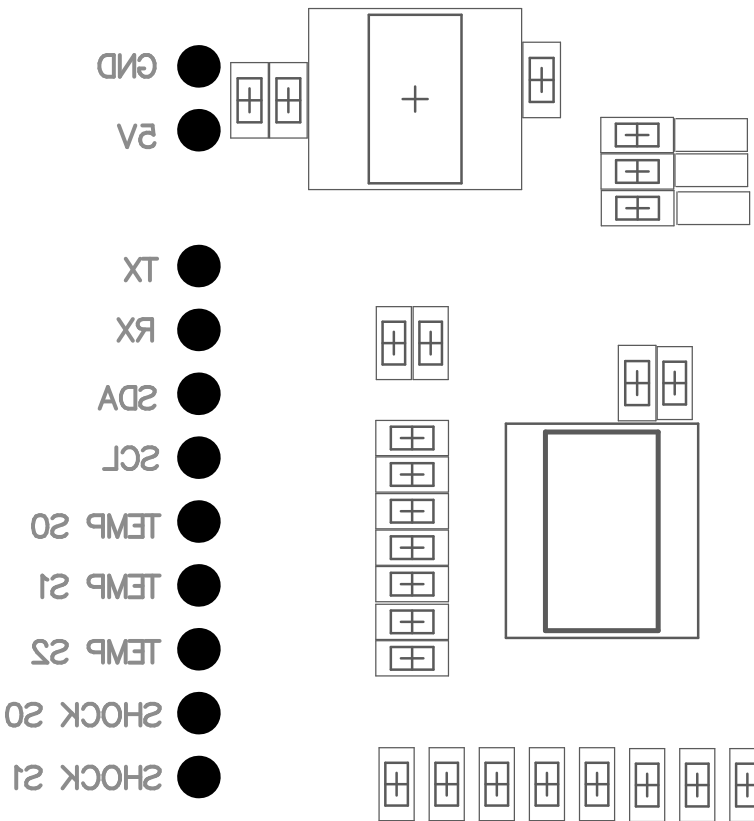 GND
5V
TX
RX
SDA
SCL
TEMP S0
TEMP S1
TEMP S2
SHOCK S0
SHOCK S1